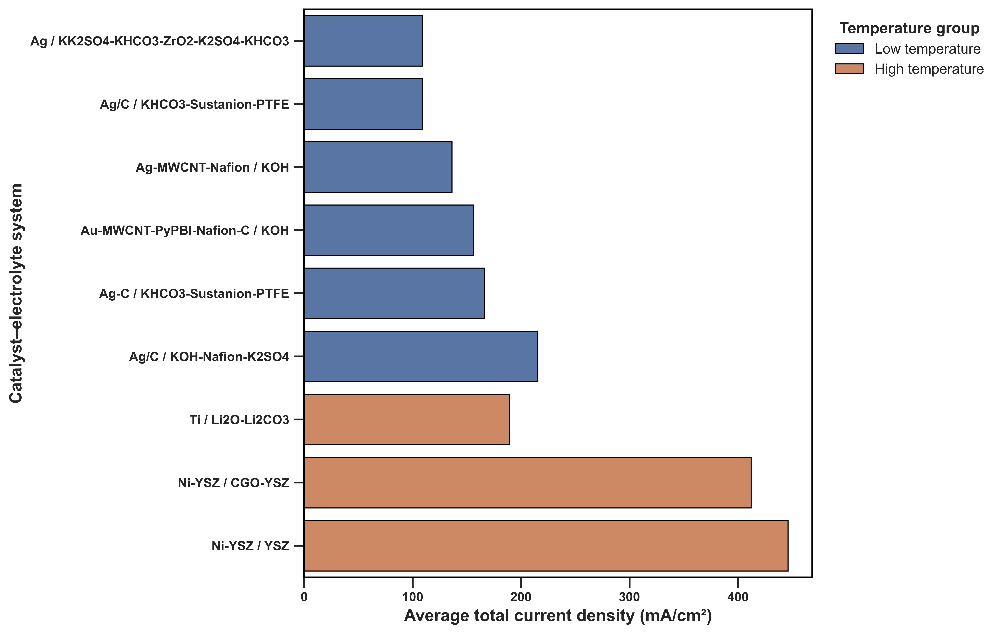 Temperature group
Low temperature
High temperature
Catalyst–electrolyte system
Ag / KK2SO4-KHCO3-ZrO2-K2SO4-KHCO3
Ag/C / KHCO3-Sustanion-PTFE
Ag-MWCNT-Nafion / KOH
Au-MWCNT-PyPBI-Nafion-C / KOH
Ag-C / KHCO3-Sustanion-PTFE
Ag/C / KOH-Nafion-K2SO4
Ti / Li2O-Li2CO3
Ni-YSZ / CGO-YSZ
Ni-YSZ / YSZ
0 100 200 300 400
Average total current density (mA/cm²)